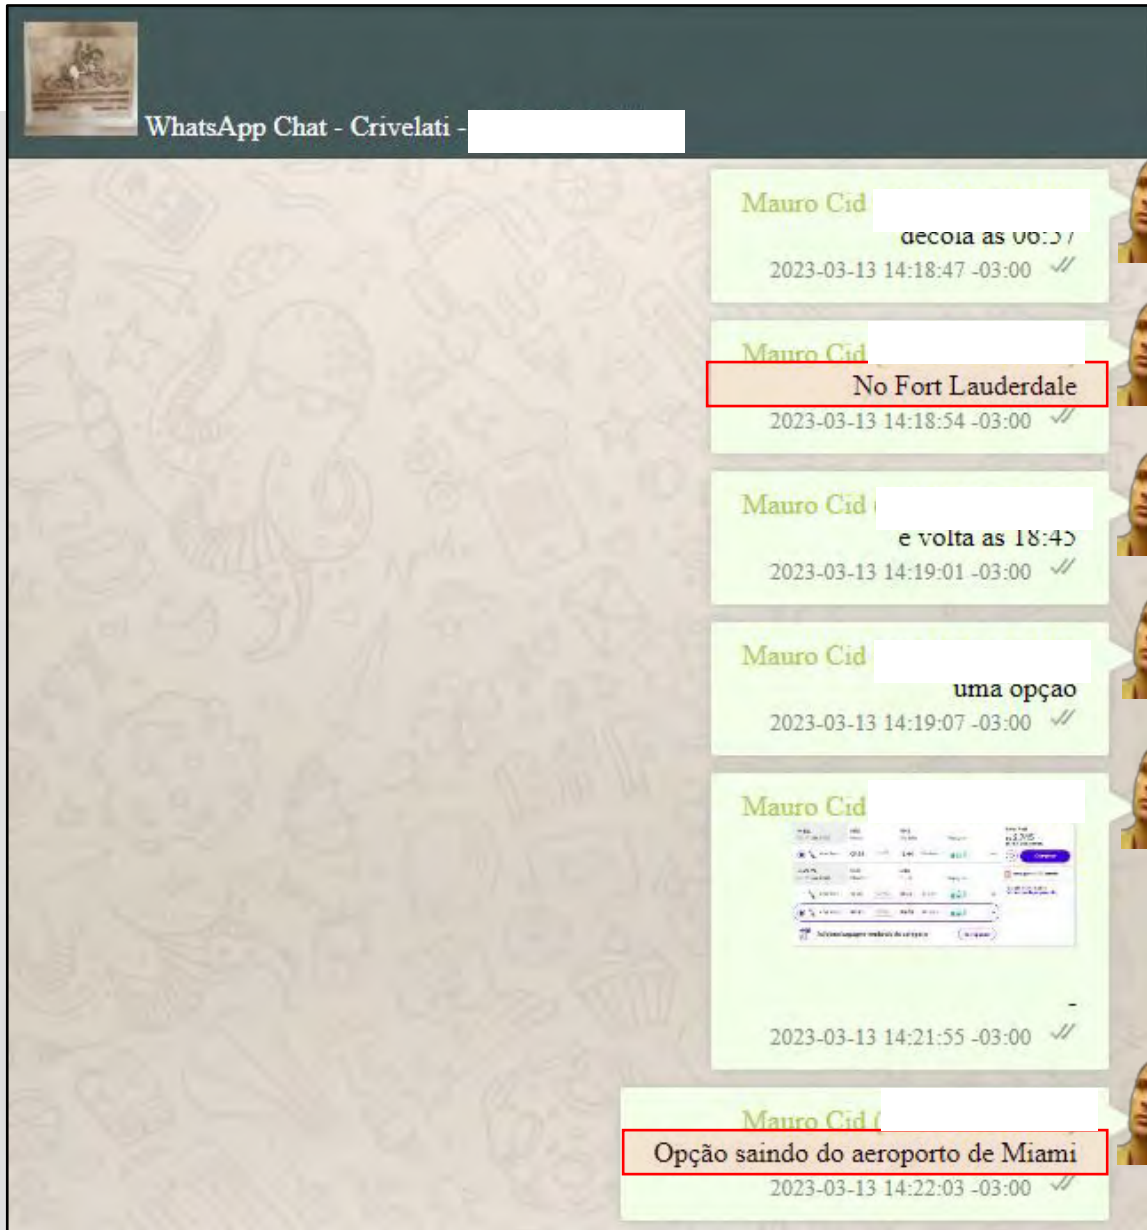 WhatsApp Chat - Crivelati -
Mauro Cid
decola as 06:57
2023-03-13 14:18:47 -03:00
Mauro Cid
No Fort Lauderdale
2023-03-13 14:18:54 -03:00
Mauro Cid (
e volta as 18:45
2023-03-13 14:19:01 -03:00
Mauro Cid
uma opção
2023-03-13 14:19:07 -03:00
Mauro Cid
-
2023-03-13 14:21:55 -03:00
Mauro Cid (
Opção saindo do aeroporto de Miami
2023-03-13 14:22:03 -03:00